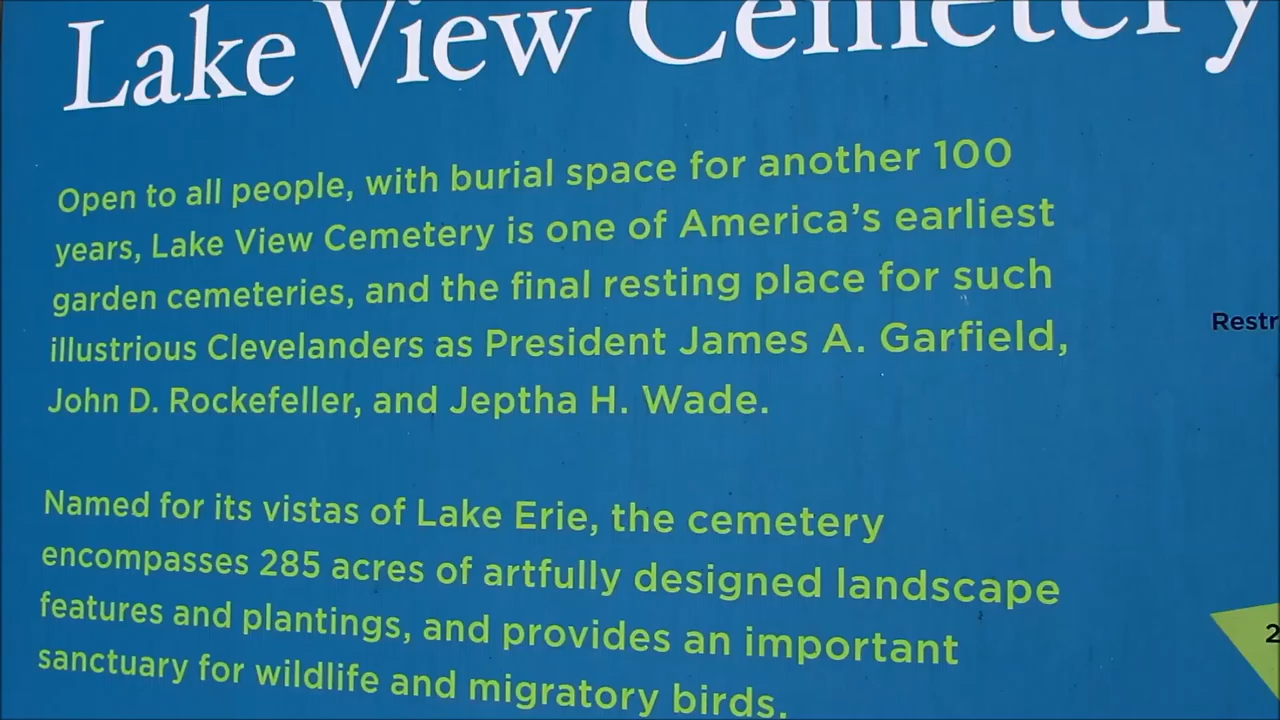 Lake View Cemetery
Open to all people, with burial space for another 100
years, Lake View Cemetery is one of America's earliest
garden cemeteries, and the final resting place for such
illustrious Clevelanders as President James A. Garfield,
John D. Rockefeller, and Jeptha H. Wade.
Named for its vistas of Lake Erie, the cemetery
encompasses 285 acres of artfully designed landscape
features and plantings, and provides an important
sanctuary for wildlife and migratory birds.
Restr
2